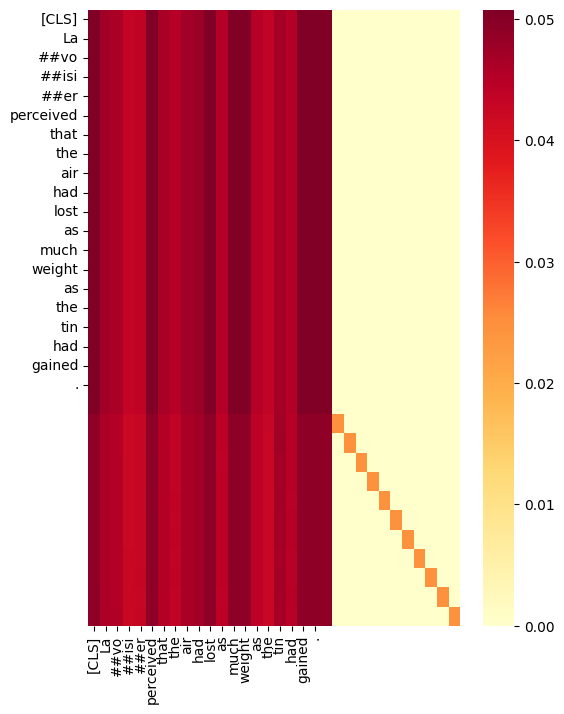 [CLS]
La
##vo
##isi
##er
perceived
that
the
air
had
lost
as
much
weight
as
the
tin
had
gained
.
0.05
0.04
0.03
0.02
0.01
0.00
[CLS]
La
##vo
##isi
##er
perceived
that
the
air
had
lost
as
much
weight
as
the
tin
had
gained
.